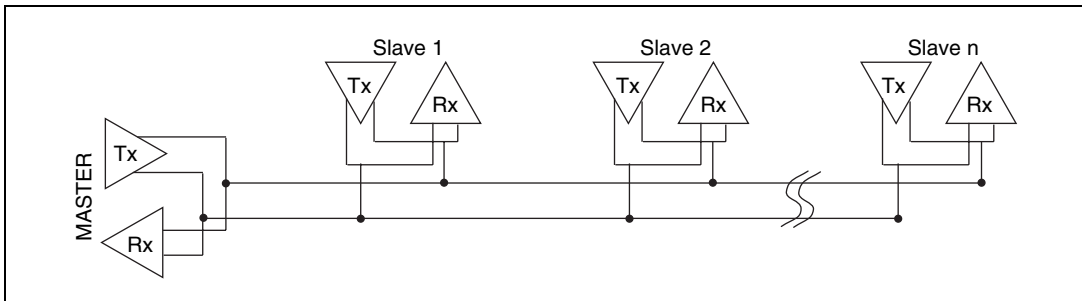 Slave 1
Slave 2
Slave n
Tx
Rx
Tx
Rx
Tx
Rx
MASTER
Tx
Rx